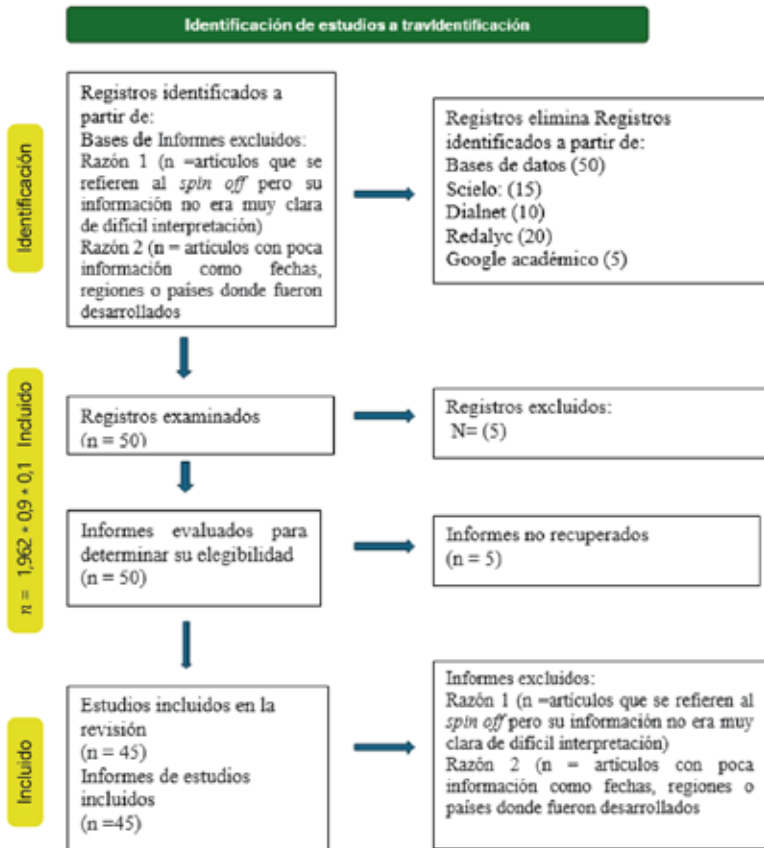 Identificación de estudios a travIdentificación
Identificación
Registros identificados a
partir de:
Bases de Informes excluidos:
Razón 1 (n =artículos que se
refieren al spin off pero su
información no era muy clara
de difícil interpretación)
Razón 2 (n = artículos con poca
información como fechas,
regiones o países donde fueron
desarrollados
Registros elimina Registros
identificados a partir de:
Bases de datos (50)
Scielo: (15)
Dialnet (10)
Redalyc (20)
Google académico (5)
n = 1,962 * 0,9 * 0,1 Incluido
Registros examinados
(n = 50)
Registros excluidos:
N= (5)
Informes evaluados para
determinar su elegibilidad
(n = 50)
Informes no recuperados
(n = 5)
Incluido
Estudios incluidos en la
revisión
(n = 45)
Informes de estudios
incluidos
(n =45)
Informes excluidos:
Razón 1 (n =artículos que se refieren al
spin off pero su información no era muy
clara de difícil interpretación)
Razón 2 (n = artículos con poca
información como fechas, regiones o
países donde fueron desarrollados